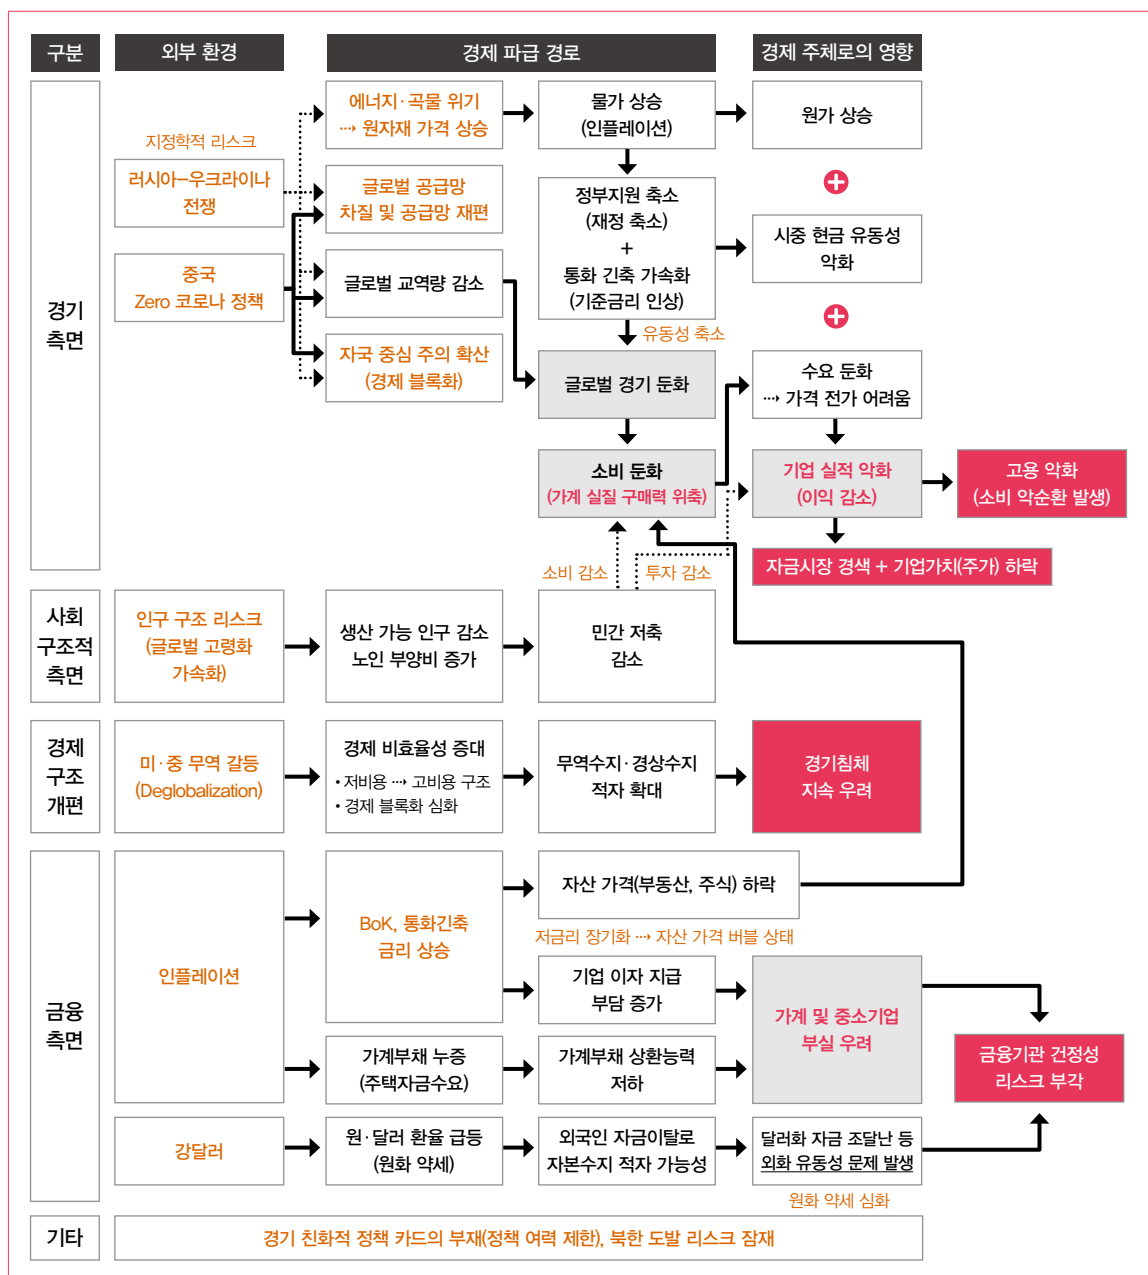 구분
외부 환경
경제 파급 경로
경제 주체로의 영향
경기
측면
지정학적 리스크
러시아–우크라이나
전쟁
중국
Zero 코로나 정책
에너지·곡물 위기
···→ 원자재 가격 상승
글로벌 공급망
차질 및 공급망 재편
글로벌 교역량 감소
자국 중심 주의 확산
(경제 블록화)
물가 상승
(인플레이션)
정부지원 축소
(재정 축소)
+
통화 긴축 가속화
(기준금리 인상)
유동성 축소
글로벌 경기 둔화
소비 둔화
(가계 실질 구매력 위축)
원가 상승
+
시중 현금 유동성
악화
+
수요 둔화
···→ 가격 전가 어려움
기업 실적 악화
(이익 감소)
고용 악화
(소비 악순환 발생)
자금시장 경색 + 기업가치(주가) 하락
소비 감소
투자 감소
사회
구조적
측면
인구 구조 리스크
(글로벌 고령화
가속화)
생산 가능 인구 감소
노인 부양비 증가
민간 저축
감소
경제
구조
개편
미·중 무역 갈등
(Deglobalization)
경제 비효율성 증대
• 저비용 ···→ 고비용 구조
• 경제 블록화 심화
무역수지·경상수지
적자 확대
경기침체
지속 우려
금융
측면
인플레이션
BoK, 통화긴축
금리 상승
자산 가격(부동산, 주식) 하락
저금리 장기화 ···→ 자산 가격 버블 상태
기업 이자 지급
부담 증가
가계부채 누증
(주택자금수요)
가계부채 상환능력
저하
가계 및 중소기업
부실 우려
금융기관 건정성
리스크 부각
강달러
원·달러 환율 급등
(원화 약세)
외국인 자금이탈로
자본수지 적자 가능성
달러화 자금 조달난 등
외화 유동성 문제 발생
원화 약세 심화
기타
경기 친화적 정책 카드의 부재(정책 여력 제한), 북한 도발 리스크 잠재